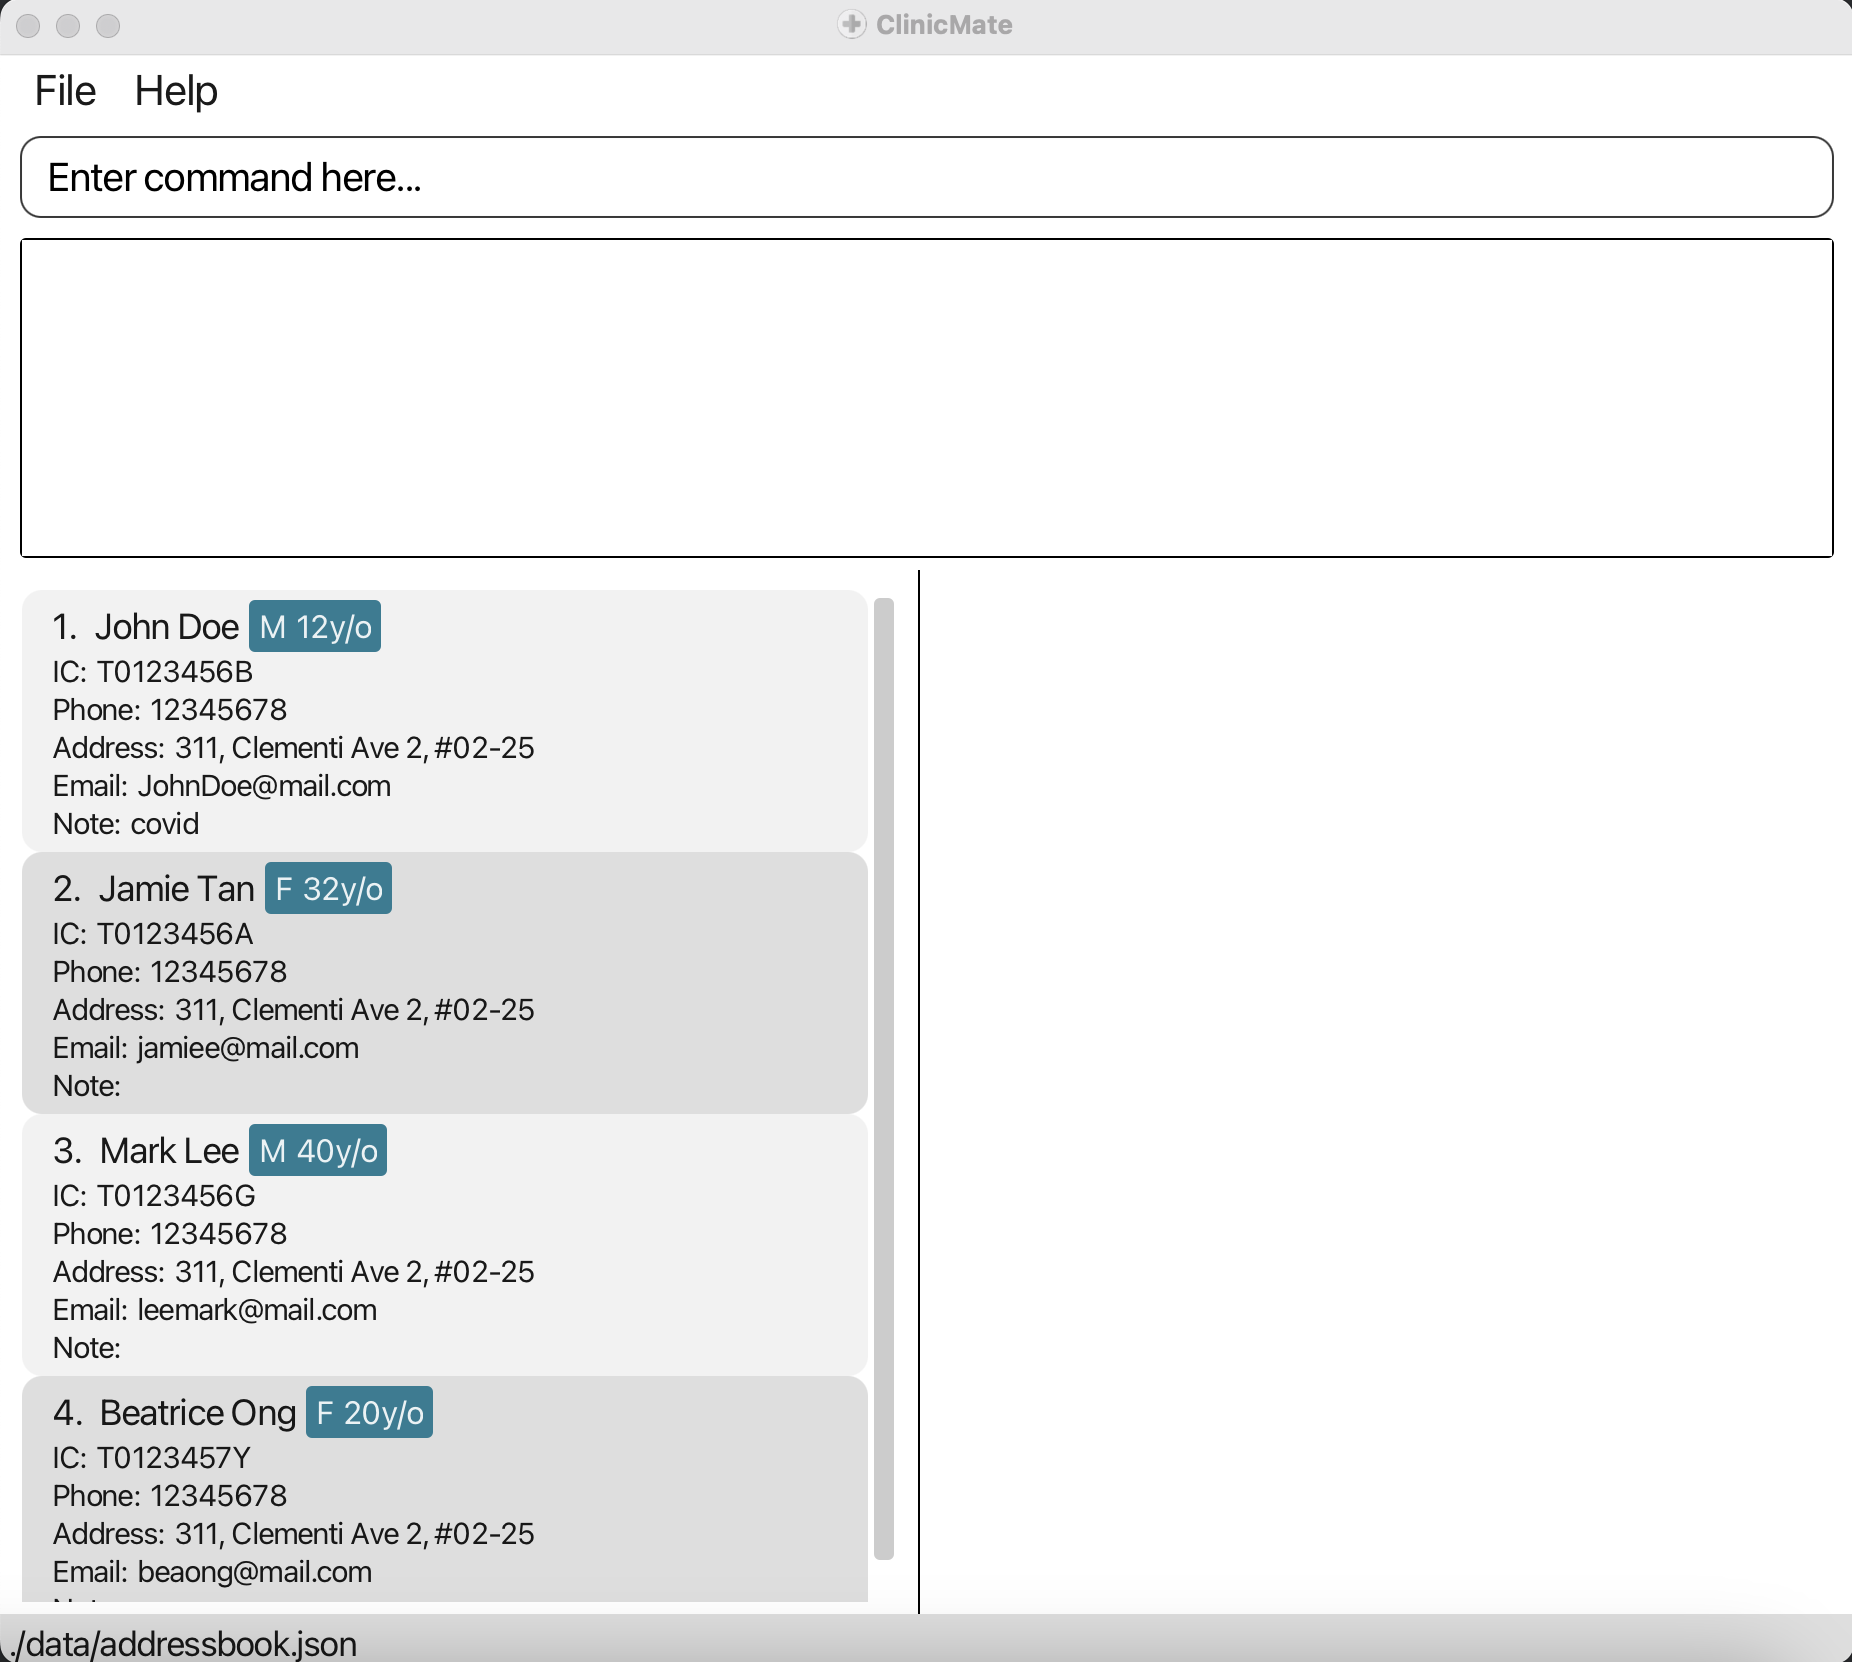 ClinicMate
File Help
Enter command here...
1. John Doe M 12y/o
IC: T0123456B
Phone: 12345678
Address: 311, Clementi Ave 2, #02-25
Email: JohnDoe@mail.com
Note: covid
2. Jamie Tan F 32y/o
IC: T0123456A
Phone: 12345678
Address: 311, Clementi Ave 2, #02-25
Email: jamiee@mail.com
Note:
3. Mark Lee M 40y/o
IC: T0123456G
Phone: 12345678
Address: 311, Clementi Ave 2, #02-25
Email: leemark@mail.com
Note:
4. Beatrice Ong F 20y/o
IC: T0123457Y
Phone: 12345678
Address: 311, Clementi Ave 2, #02-25
Email: beaong@mail.com
./data/addressbook.json